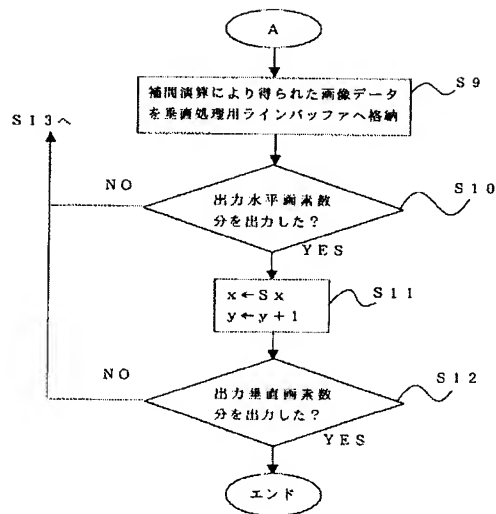 A
補間演算により得られた画像データ
を垂直処理用ラインバッファへ格納
S9
S13へ
NO
出力水平画素数
分を出力した?
S10
YES
x←Sx
y←y+1
S11
NO
出力垂直画素数
分を出力した?
S12
YES
エンド